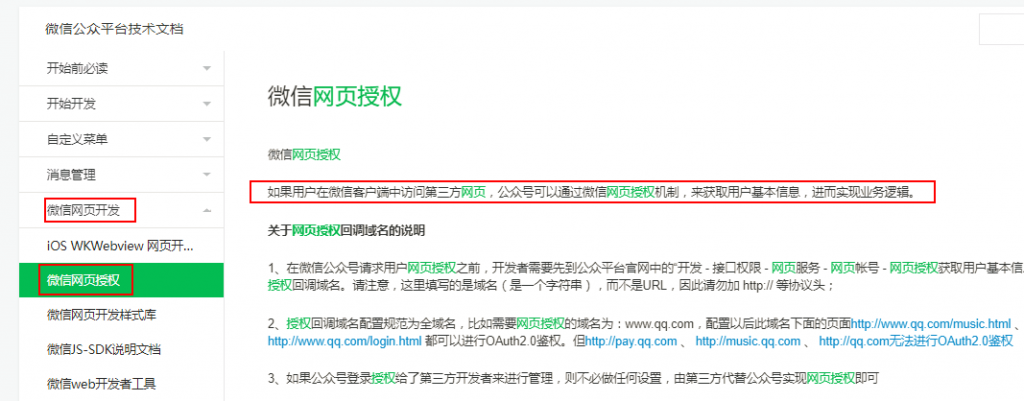 微信公众平台技术文档
开始前必读
开始开发
自定义菜单
消息管理
微信网页开发
iOS WKWebview 网页开...
微信网页授权
微信网页开发样式库
微信JS-SDK说明文档
微信web开发者工具
微信网页授权
微信网页授权
如果用户在微信客户端中访问第三方网页，公众号可以通过微信网页授权机制，来获取用户基本信息，进而实现业务逻辑。
关于网页授权回调域名的说明
1、在微信公众号请求用户网页授权之前，开发者需要先到公众平台官网中的“开发 - 接口权限 - 网页服务 - 网页帐号 - 网页授权获取用户基本信息
授权回调域名。请注意，这里填写的是域名（是一个字符串），而不是URL，因此请勿加 http:// 等协议头；
2、授权回调域名配置规范为全域名，比如需要网页授权的域名为：www.qq.com，配置以后此域名下面的页面http://www.qq.com/music.html 、
http://www.qq.com/login.html 都可以进行OAuth2.0鉴权。但http://pay.qq.com 、 http://music.qq.com 、 http://qq.com无法进行OAuth2.0鉴权
3、如果公众号登录授权给了第三方开发者来进行管理，则不必做任何设置，由第三方代替公众号实现网页授权即可